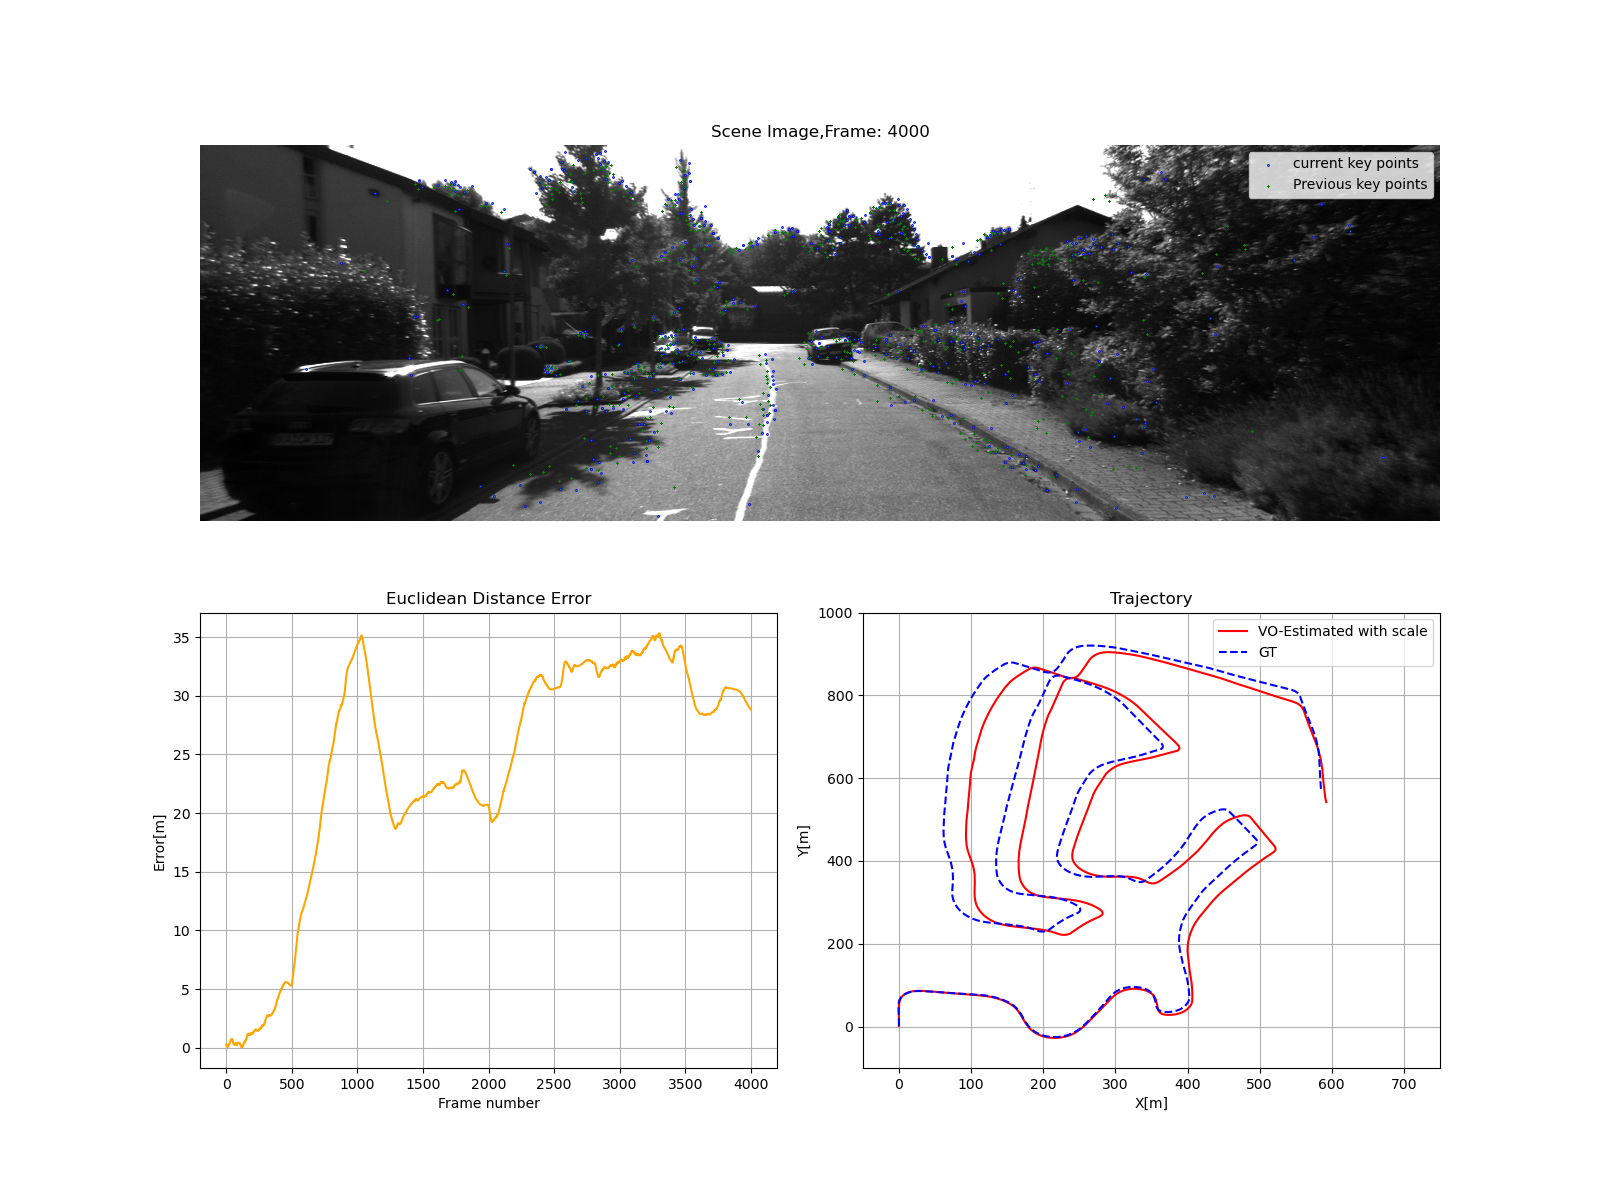 Scene Image,Frame: 4000
current key points
Previous key points
Euclidean Distance Error
35
30
25
20
15
10
5
0
Error[m]
0 500 1000 1500 2000 2500 3000 3500 4000
Frame number
Trajectory
VO-Estimated with scale
GT
1000
800
600
400
200
0
Y[m]
0 100 200 300 400 500 600 700
X[m]